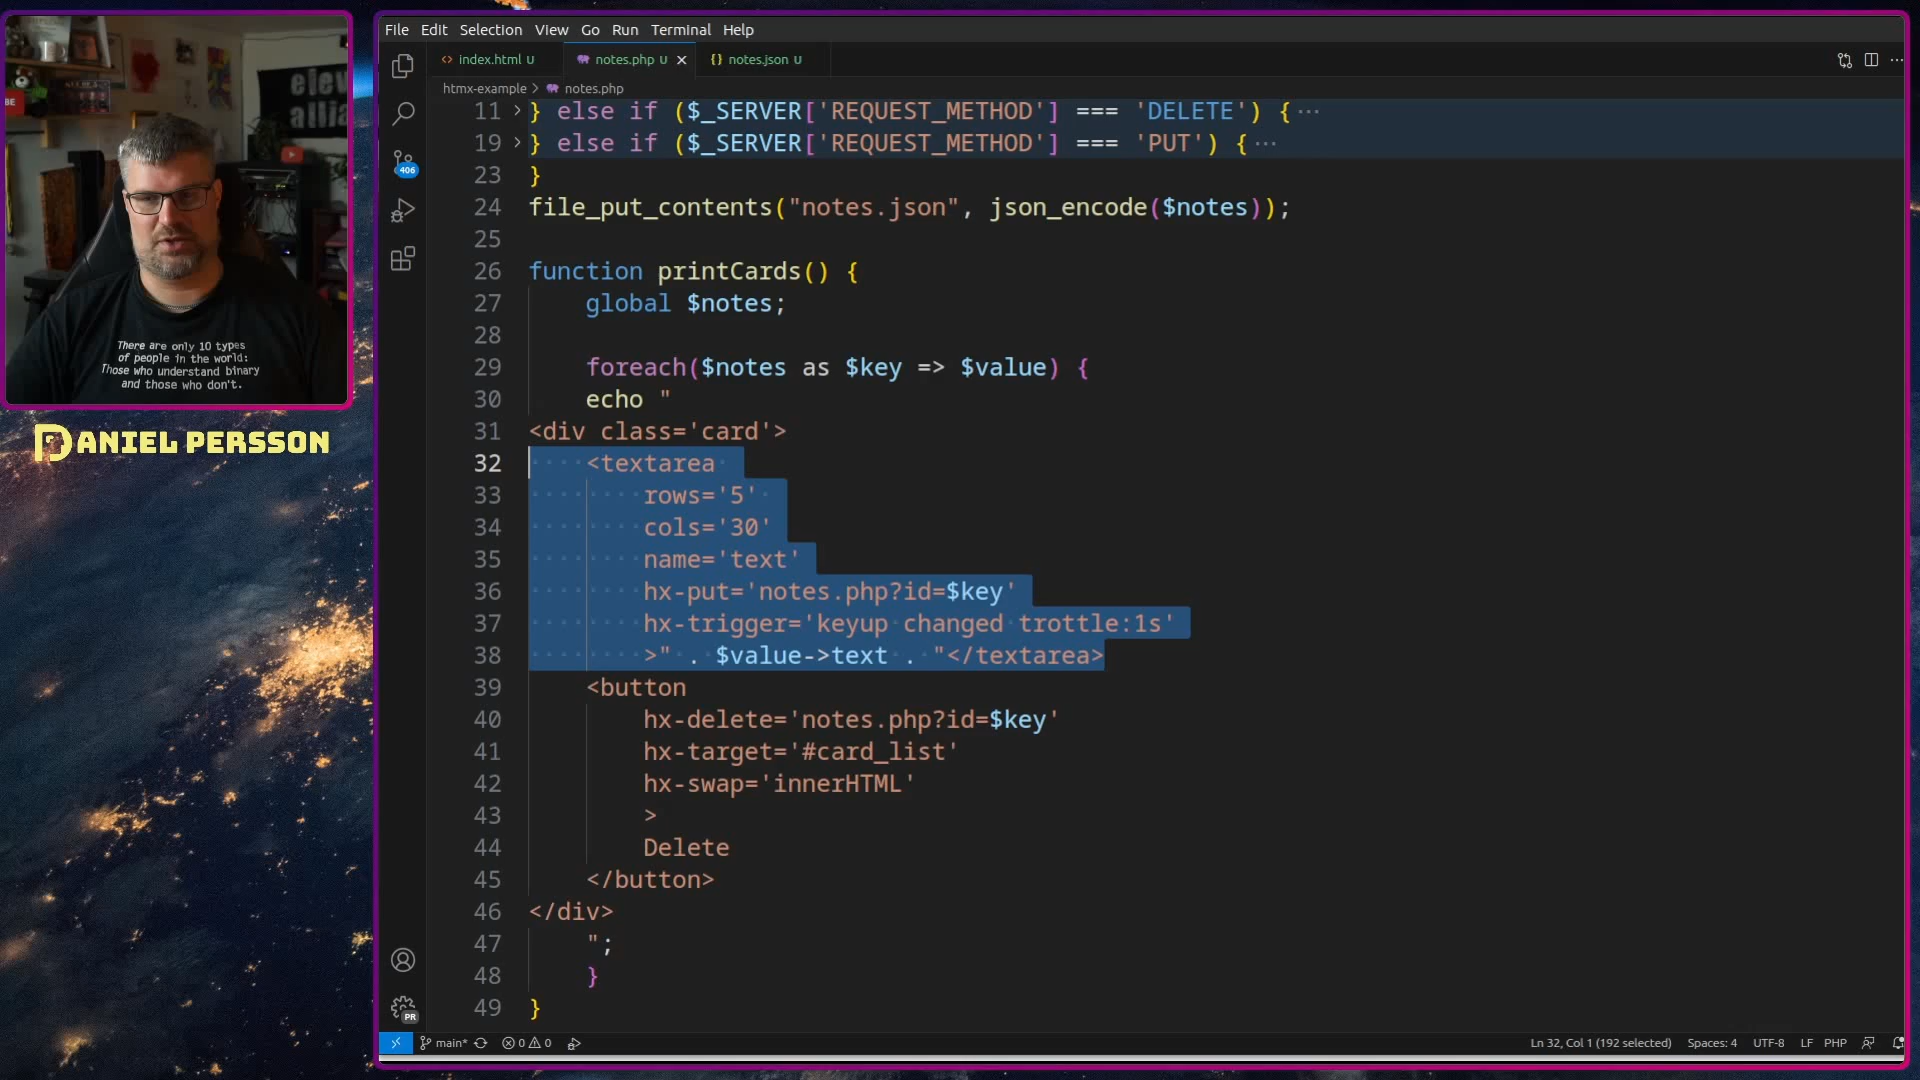 BE
elev
allia
There are only 10 types
of people in the world:
Those who understand binary
and those who don't.
DANIEL PERSSON
File Edit Selection View Go Run Terminal Help
index.html U
notes.php U
{} notes.json U
htmx-example > notes.php
406
11 > } else if ($_SERVER['REQUEST_METHOD'] === 'DELETE') {···
19 > } else if ($_SERVER['REQUEST_METHOD'] === 'PUT') {···
23 }
24 file_put_contents("notes.json", json_encode($notes));
25
26 function printCards() {
27 global $notes;
28
29 foreach($notes as $key => $value) {
30 echo "
31 <div class='card'>
32 <textarea
33 rows='5'
34 cols='30'
35 name='text'
36 hx-put='notes.php?id=$key'
37 hx-trigger='keyup changed trottle:1s'
38 >" . $value->text . "</textarea>
39 <button
40 hx-delete='notes.php?id=$key'
41 hx-target='#card_list'
42 hx-swap='innerHTML'
43 >
44 Delete
45 </button>
46 </div>
47 ";
48 }
49 }
PR
main* 0 0
Ln 32, Col 1 (192 selected) Spaces: 4 UTF-8 LF PHP